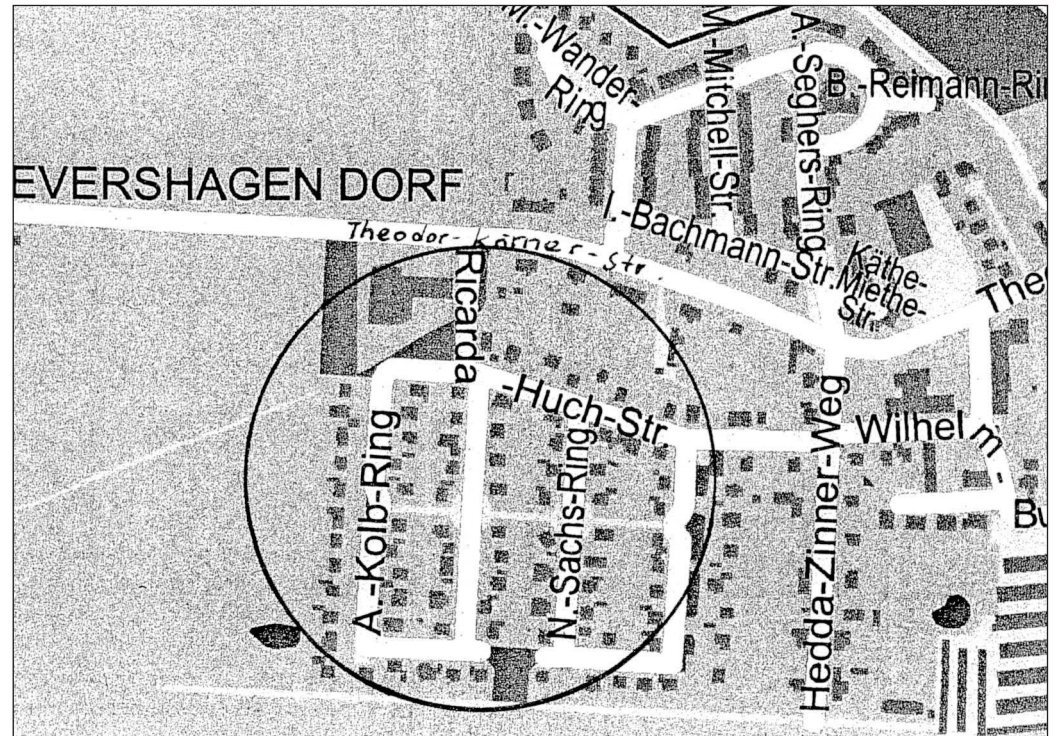 M.-Wander-
Ring
M.-Mitchell-Str.
A.-Seghers-Ring
B.-Reimann-Ri
EVERSHAGEN DORF
Theodor-Körner-Str.
I.-Bachmann-Str.
Käthe-
Miethe-
Str.
The
Ricarda
-Huch-Str.
Wilhelm-
Bu
A.-Kolb-Ring
N.-Sachs-Ring
Hedda-Zinner-Weg